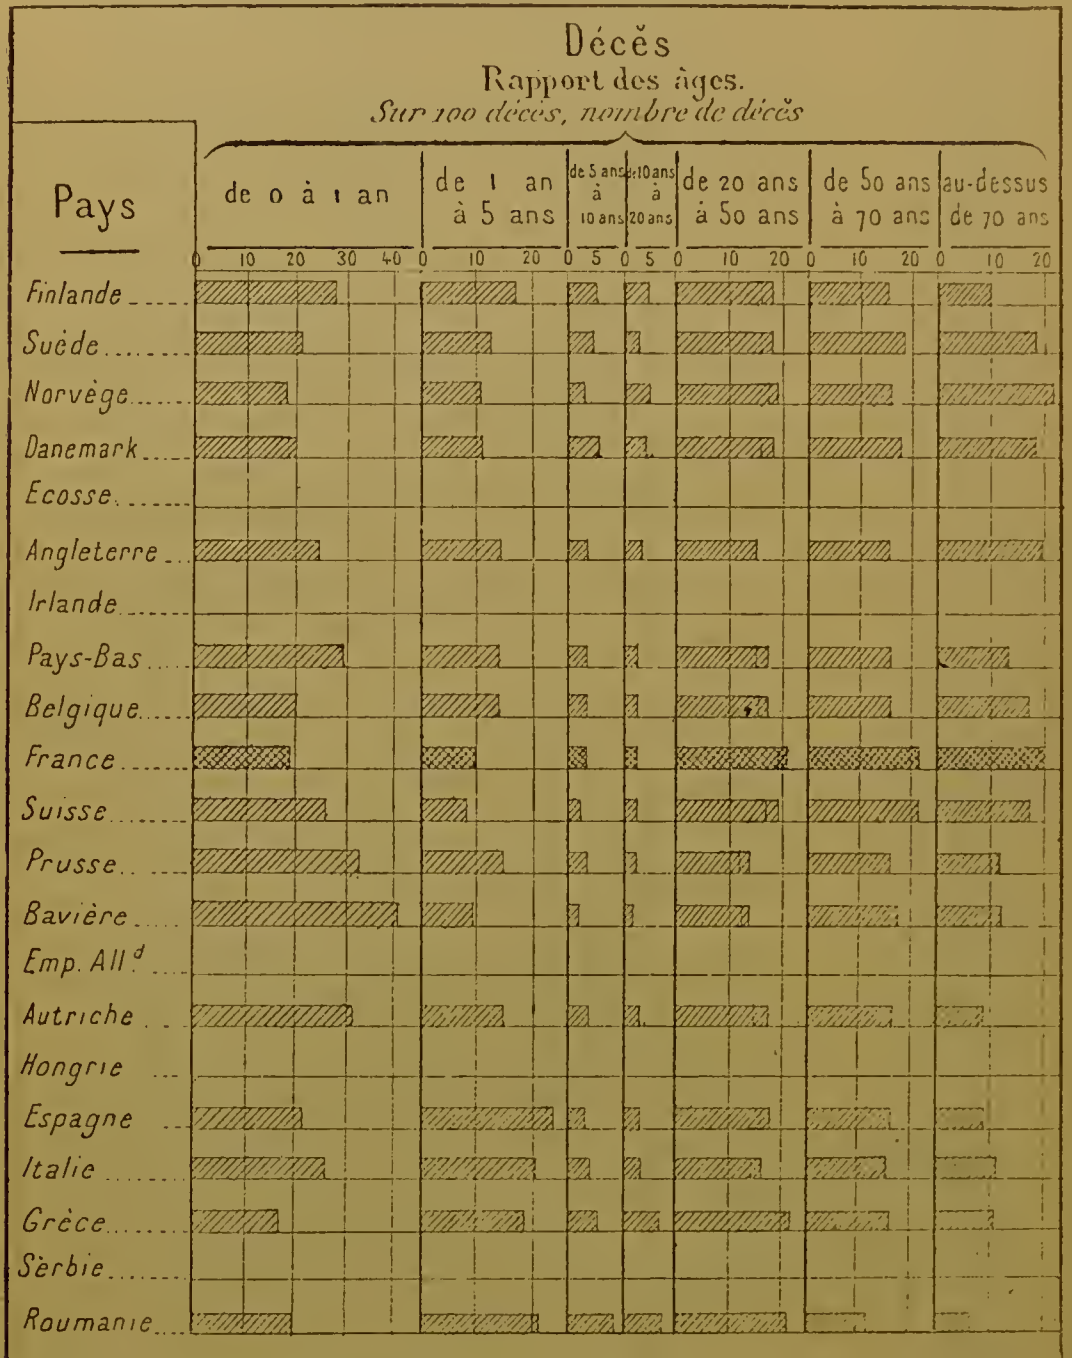 Décès
Rapport des âges.
Sur 100 décès, nombre de décès
Pays
de 0 à 1 an
de 1 an
à 5 ans
de 5 ans
à
10 ans
de 10 ans
à
20 ans
de 20 ans
à 50 ans
de 50 ans
à 70 ans
au-dessus
de 70 ans
0 10 20 30 40 0 10 20 0 5 0 5 0 10 20 0 10 20 0 10 20
Finlande
Suède
Norvège
Danemark
Ecosse
Angleterre
Irlande
Pays-Bas
Belgique
France
Suisse
Prusse
Bavière
Emp. All.d
Autriche
Hongrie
Espagne
Italie
Grèce
Sèrbie
Roumanie